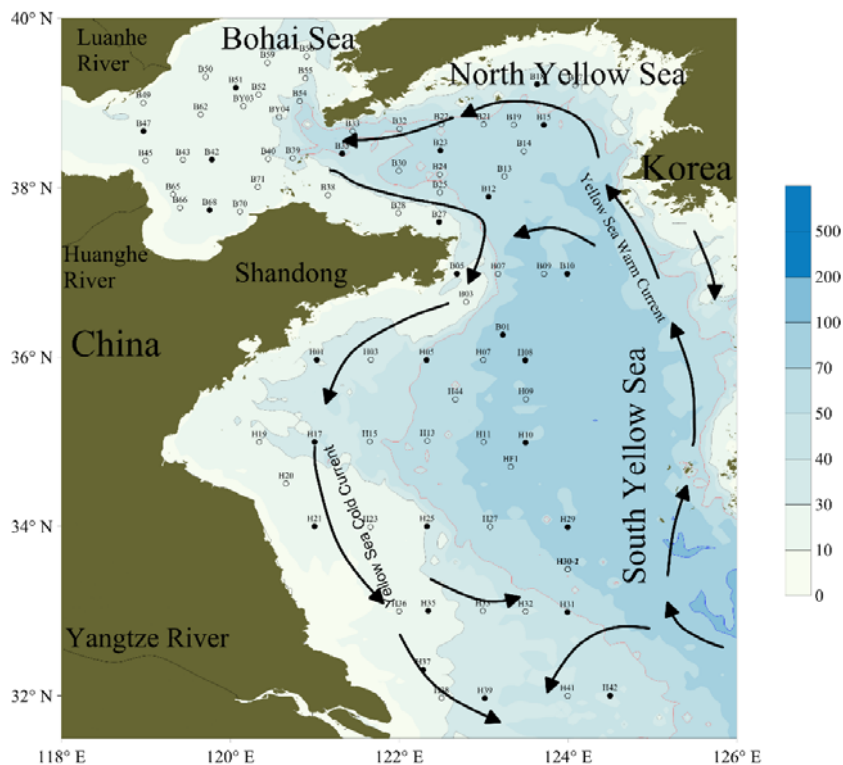 40° N
Luanhe
River
Bohai Sea
B58
B59
B50
B55
North Yellow Sea
B18
B51
B52
B54
B49
BY03
B62
BY04
B47
B33
B32
B22
B21
B19
B15
B45
B43
B42
B40
B39
B35
B23
B14
38° N
B30
H24
B13
Korea
B25
B12
B65
B66
B68
B70
B71
B38
B28
B27
Yellow Sea Warm Current
Huanghe
River
Shandong
B05
B07
B09
B10
B03
500
200
100
70
50
40
30
10
0
China
B01
36° N
H01
H03
H05
H07
H08
H44
H09
South Yellow Sea
H19
H17
H15
H13
H11
H10
HF1
H20
Yellow Sea Cold Current
34° N
H21
H23
H25
H27
H29
H30-2
H36
H35
H33
H32
H31
Yangtze River
H37
32° N
H38
H39
H41
H42
118° E
120° E
122° E
124° E
126° E